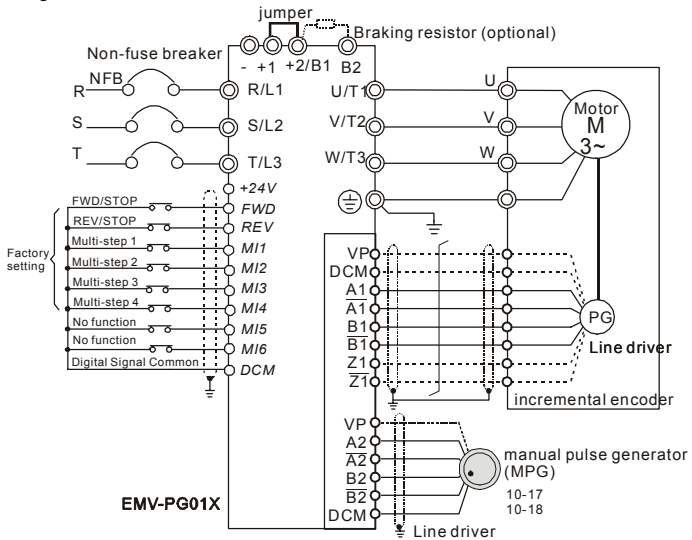 jumper
Braking resistor (optional)
Non-fuse breaker
- +1 +2/B1 B2
NFB
R R/L1 U/T1 U
S S/L2 V/T2 V
T T/L3 W/T3 W
Motor
M
3~
+24V
FWD/STOP FWD
REV/STOP REV
Multi-step 1 MI1
Multi-step 2 MI2
Multi-step 3 MI3
Multi-step 4 MI4
No function MI5
No function MI6
Digital Signal Common DCM
Factory
setting
VP
DCM
A1
A1
B1
B1
Z1
Z1
PG
Line driver
incremental encoder
VP
A2
A2
B2
B2
DCM
manual pulse generator
(MPG)
10-17
10-18
Line driver
EMV-PG01X